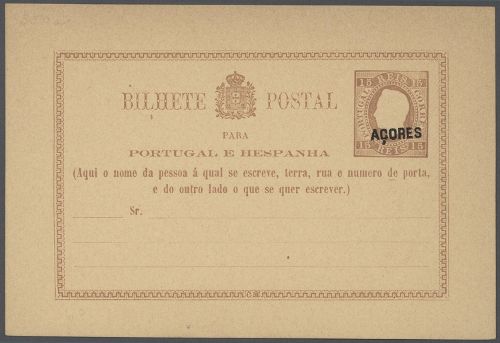 BILHETE POSTAL
PARA
PORTUGAL E HESPANHA
(Aqui o nome da pessoa á qual se escreve, terra, rua e numero de porta,
e do outro lado o que se quer escrever.)
Sr.
15 REIS 15
PORTUGAL
CORREIO
AÇORES
15 REIS 15